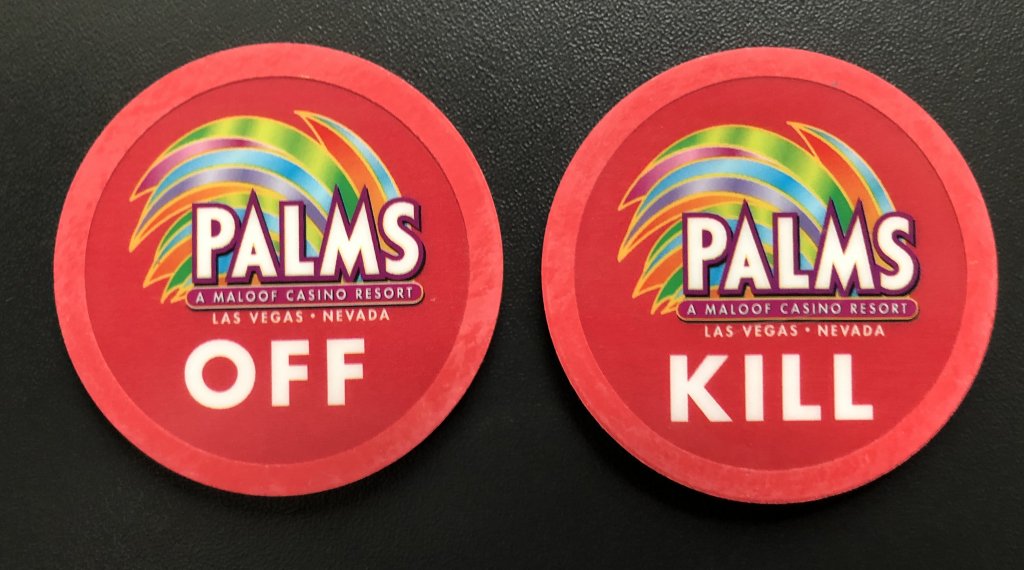 PALMS
A MALOOF CASINO RESORT
LAS VEGAS • NEVADA
OFF
PALMS
A MALOOF CASINO RESORT
LAS VEGAS • NEVADA
KILL